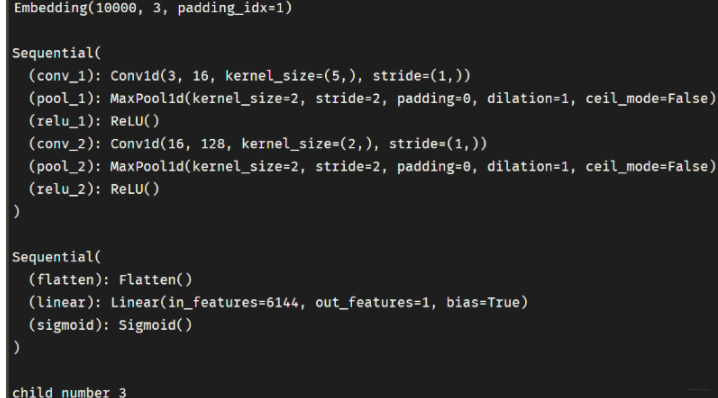 Embedding(10000, 3, padding_idx=1)
Sequential(
(conv_1): Conv1d(3, 16, kernel_size=(5,), stride=(1,))
(pool_1): MaxPool1d(kernel_size=2, stride=2, padding=0, dilation=1, ceil_mode=False)
(relu_1): ReLU()
(conv_2): Conv1d(16, 128, kernel_size=(2,), stride=(1,))
(pool_2): MaxPool1d(kernel_size=2, stride=2, padding=0, dilation=1, ceil_mode=False)
(relu_2): ReLU()
)
Sequential(
(flatten): Flatten()
(linear): Linear(in_features=6144, out_features=1, bias=True)
(sigmoid): Sigmoid()
)
child number 3